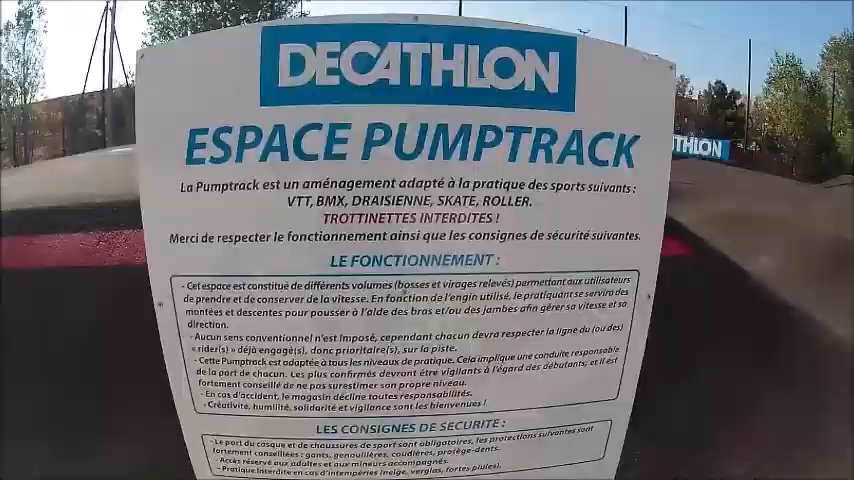 DECATHLON
ESPACE PUMPTRACK
THLON
La Pumptrack est un aménagement adapté à la pratique des sports suivants :
VTT, BMX, DRAISIENNE, SKATE, ROLLER.
TROTTINETTES INTERDITES !
Merci de respecter le fonctionnement ainsi que les consignes de sécurité suivantes.
LE FONCTIONNEMENT :
- Cet espace est constitué de différents volumes (bosses et virages relevés) permettant aux utilisateurs
de prendre et de conserver de la vitesse. En fonction de l'engin utilisé, le pratiquant se servira des
montées et descentes pour pousser à l'aide des bras et/ou des jambes afin gérer sa vitesse et sa
direction.
- Aucun sens conventionnel n'est imposé, cependant chacun devra respecter la ligne du (ou des)
« rider(s) » déjà engagé(s), donc prioritaire(s), sur la piste.
- Cette Pumptrack est adaptée à tous les niveaux de pratique. Cela implique une conduite responsable
de la part de chacun. Les plus confirmés devront être vigilants à l'égard des débutants, et il est
fortement conseillé de ne pas surestimer son propre niveau.
- En cas d'accident, le magasin décline toutes responsabilités.
- Créativité, humilité, solidarité et vigilance sont les bienvenues !
LES CONSIGNES DE SECURITE :
- Le port du casque et de chaussures de sport sont obligatoires, les protections suivantes sont
fortement conseillées : gants, genouillères, coudières, protège-dents.
- Accès réservé aux adultes et aux mineurs accompagnés.
- Pratique interdite en cas d'intempéries (neige, verglas, fortes pluies).